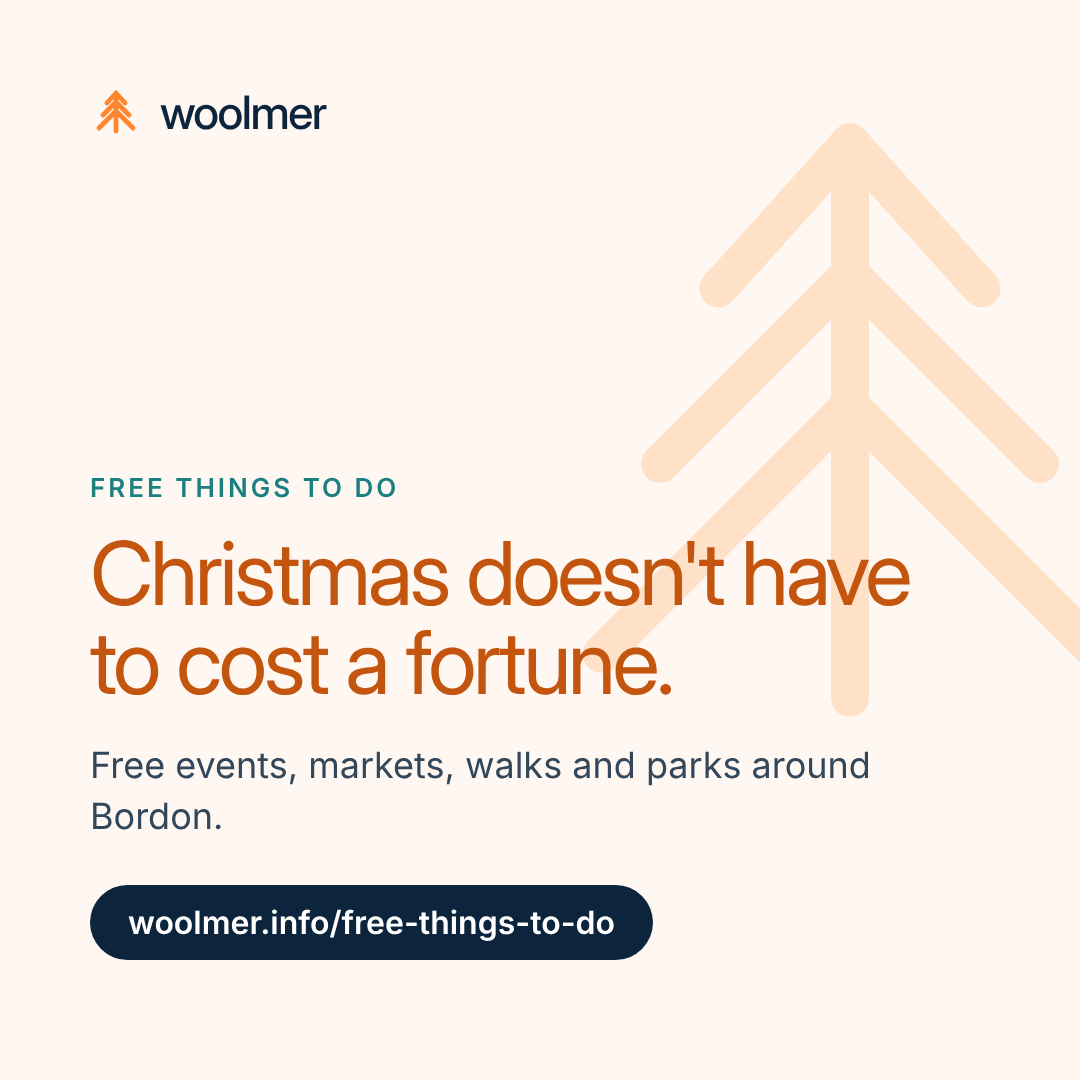 woolmer
FREE THINGS TO DO
Christmas doesn't have
to cost a fortune.
Free events, markets, walks and parks around
Bordon.
woolmer.info/free-things-to-do